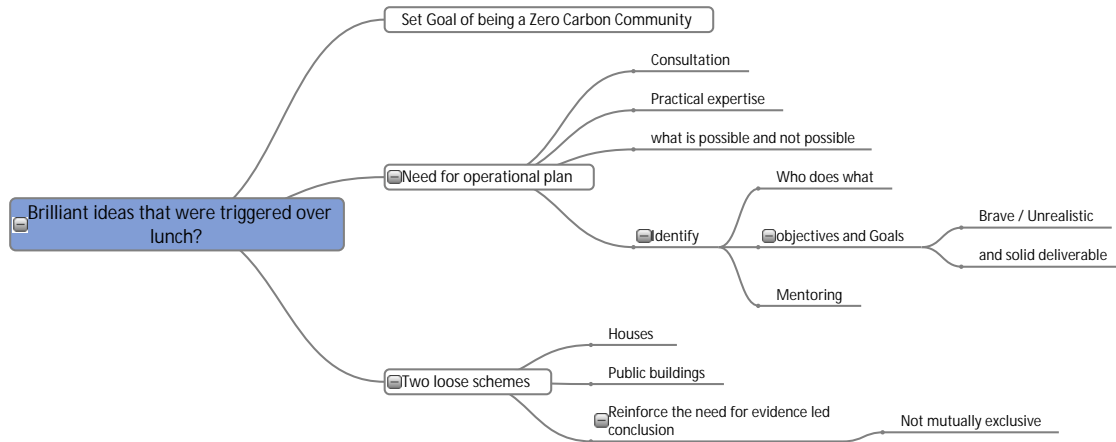 Set Goal of being a Zero Carbon Community
Consultation
Practical expertise
what is possible and not possible
Need for operational plan
Who does what
Brilliant ideas that were triggered over
lunch?
Identify
objectives and Goals
Brave / Unrealistic
and solid deliverable
Mentoring
Houses
Two loose schemes
Public buildings
Reinforce the need for evidence led
conclusion
Not mutually exclusive